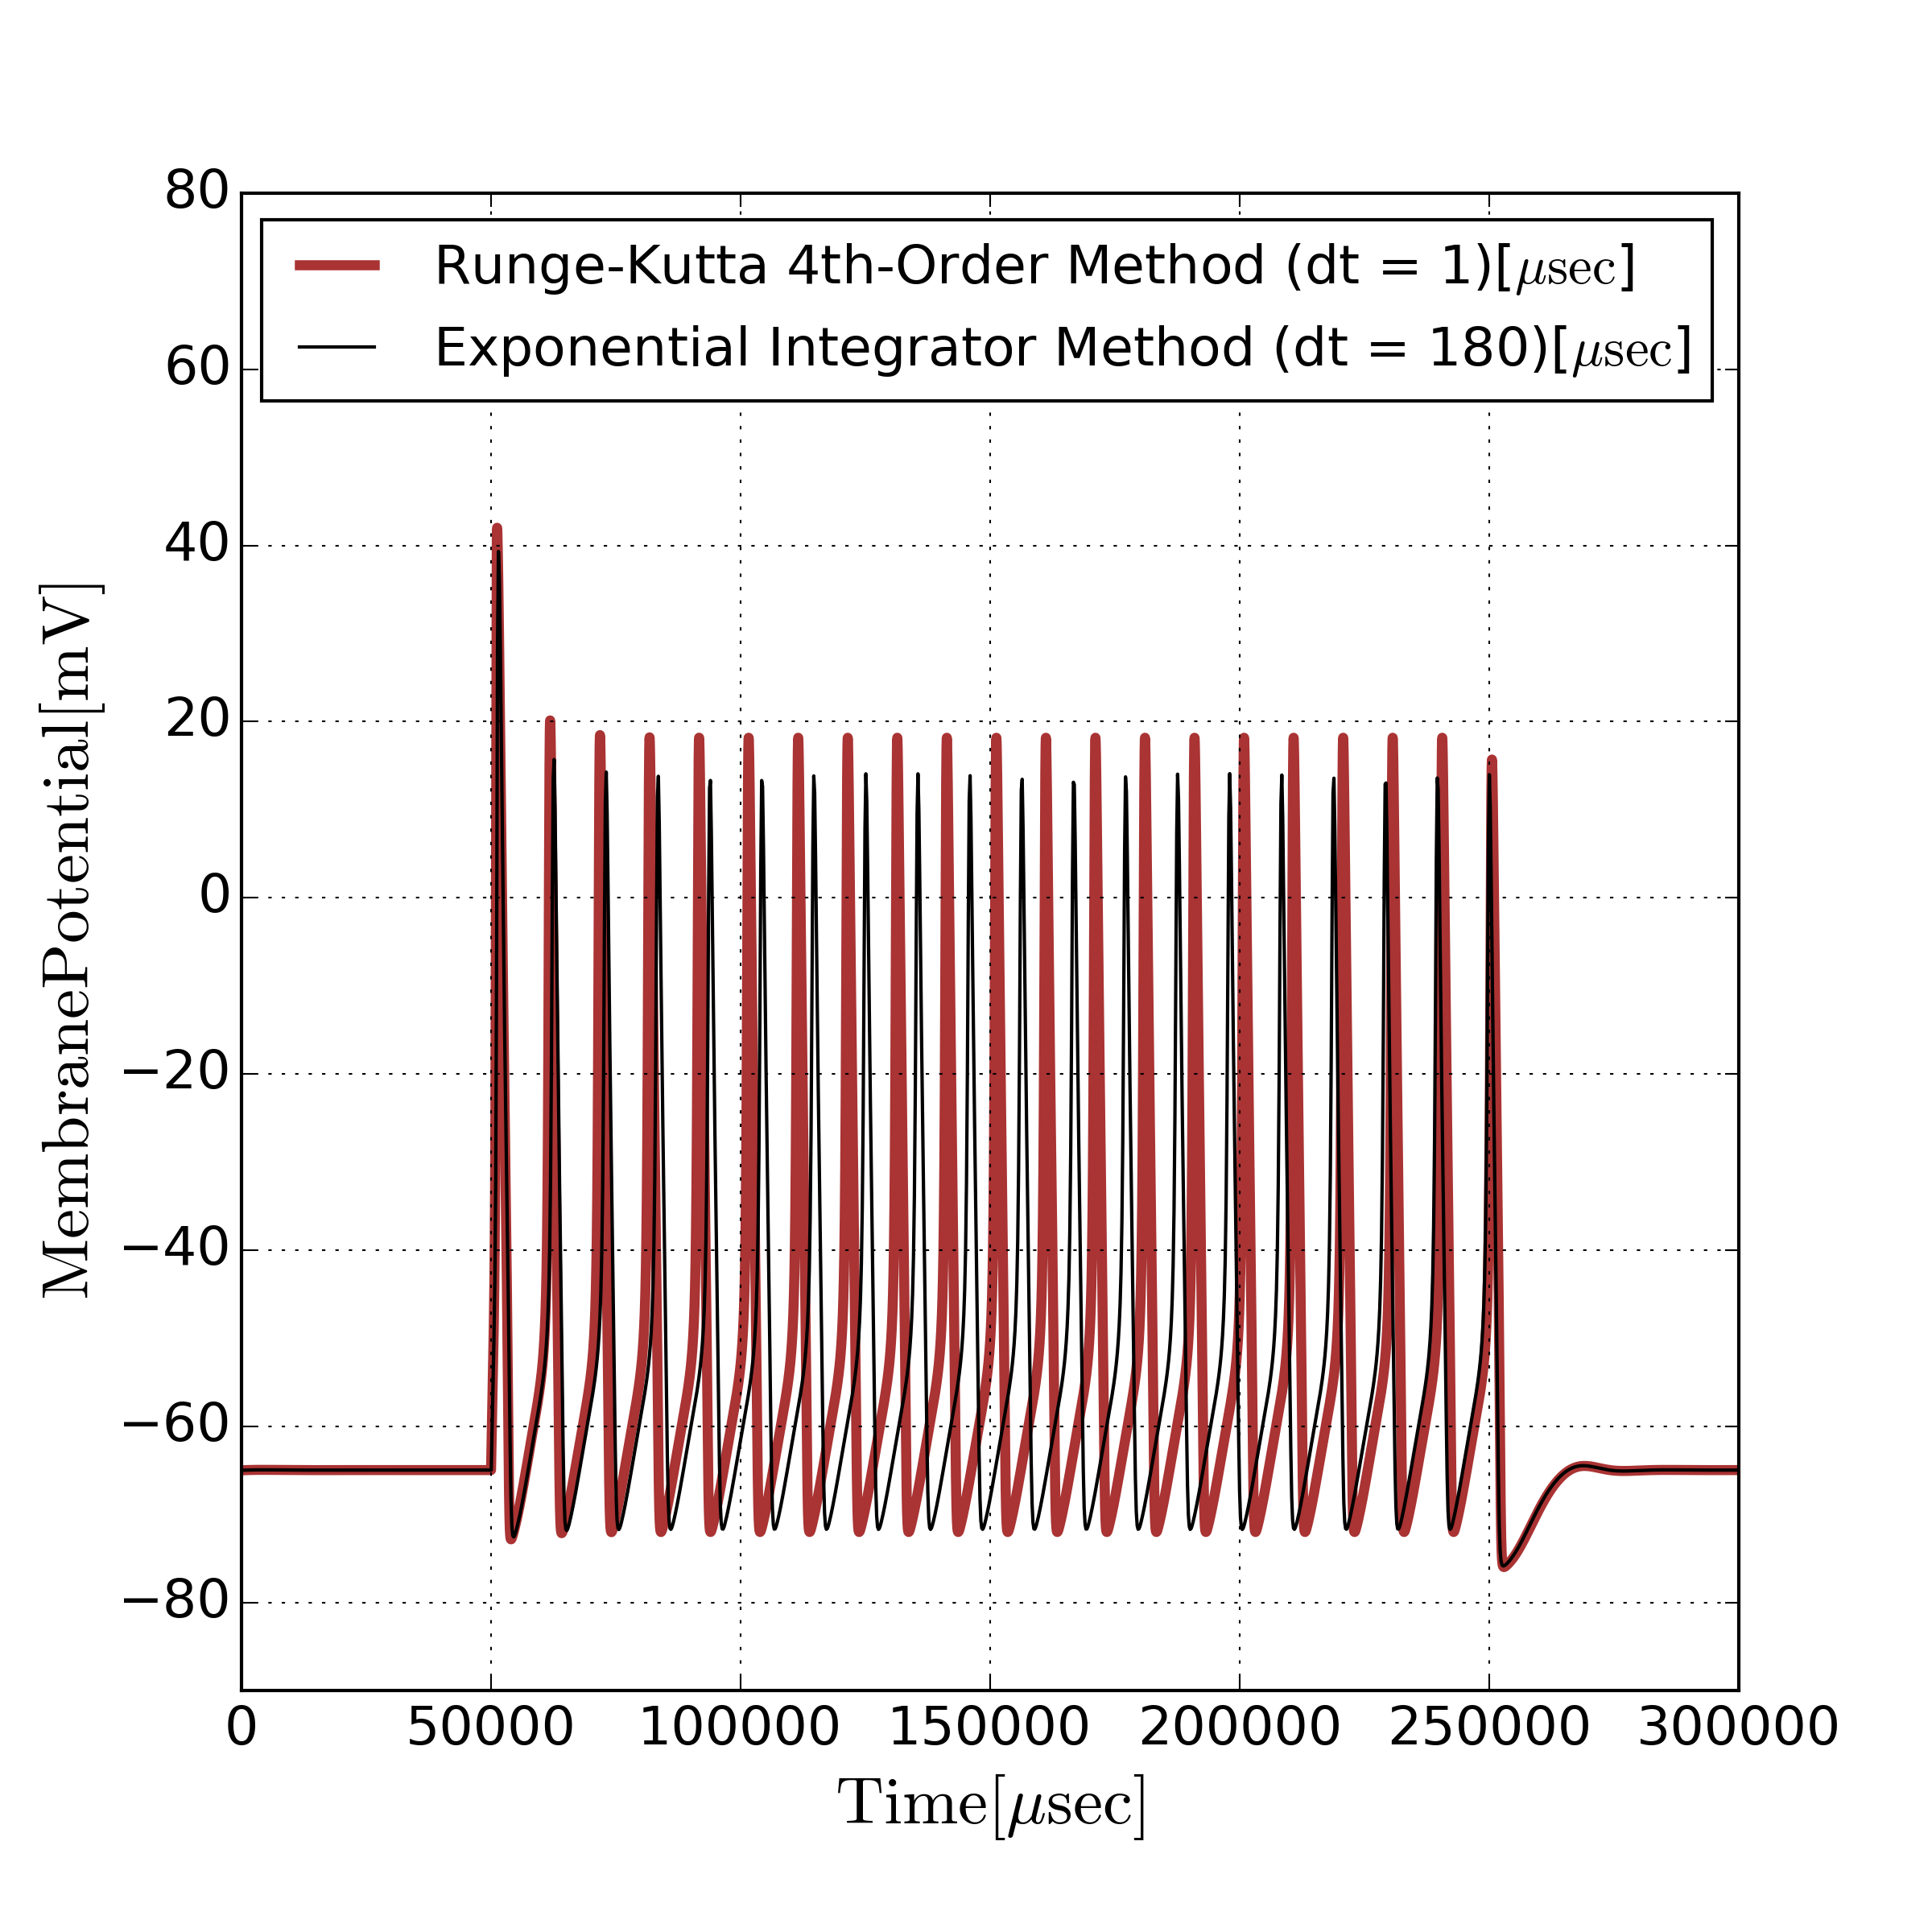 80
Runge-Kutta 4th-Order Method (dt = 1)[μsec]
60
Exponential Integrator Method (dt = 180)[μsec]
40
20
0
−20
−40
−60
−80
MembranePotential[mV]
0 50000 100000 150000 200000 250000 300000
Time[μsec]